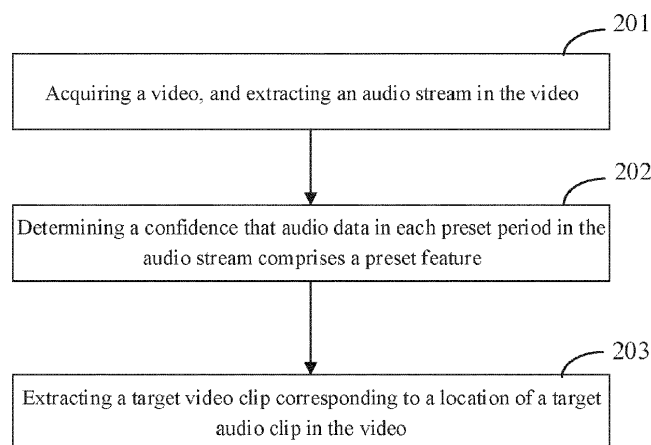 201
Acquiring a video, and extracting an audio stream in the video
202
Determining a confidence that audio data in each preset period in the
audio stream comprises a preset feature
203
Extracting a target video clip corresponding to a location of a target
audio clip in the video